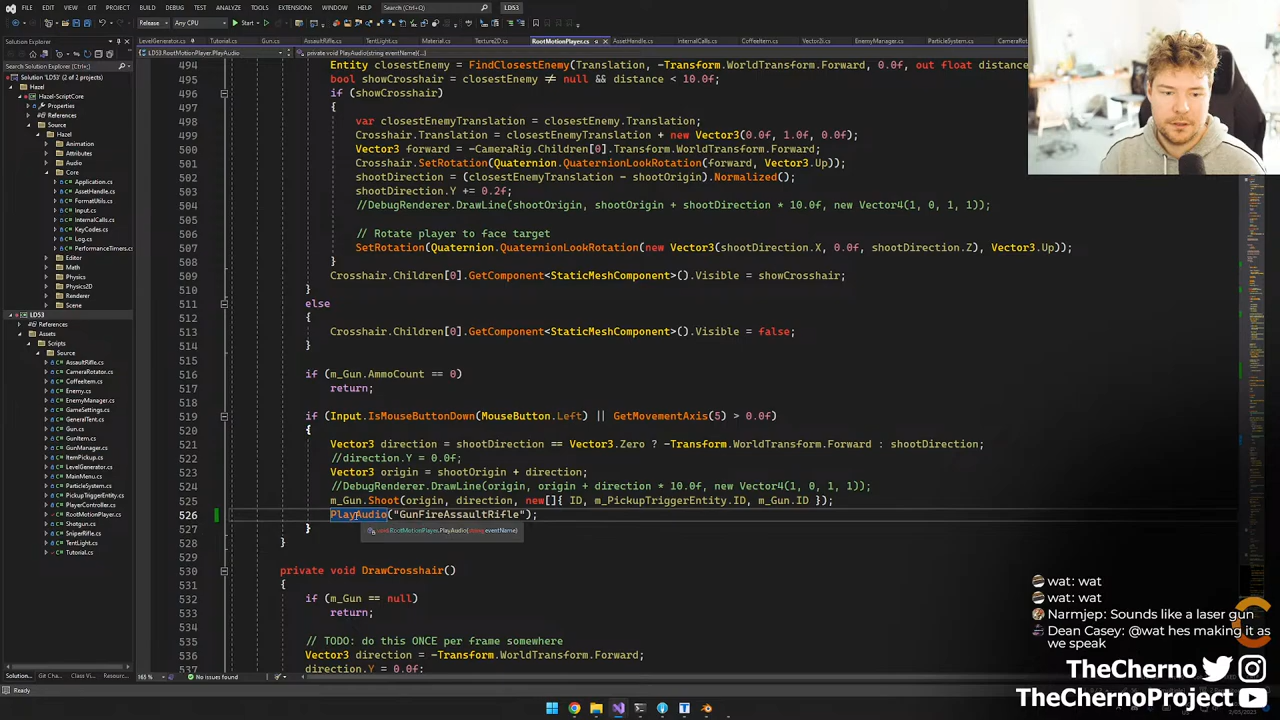 FILE EDIT VIEW GIT PROJECT BUILD DEBUG TEST ANALYZE TOOLS EXTENSIONS WINDOW HELP Search (Ctrl+Q) LD53
Release Any CPU Start
LevelGenerator.cs Tutorial.cs Gun.cs AssaultRifle.cs TentLight.cs Material.cs Texture2D.cs RootMotionPlayer.cs AssetHandle.cs InternalCalls.cs CoffeeItem.cs Vector2i.cs EnemyManager.cs ParticleSystem.cs
Solution Explorer
LD53.RootMotionPlayer.PlayAudio(string eventName)
private void PlayAudio(string eventName){...}
Search Solution Explorer (Ctrl+;)
Solution 'LD53' (2 of 2 projects)
Hazel
Hazel-ScriptCore
Properties
References
Source
Hazel
Animation
Attributes
Audio
Core
Application.cs
AssetHandle.cs
FormatUtils.cs
Input.cs
InternalCalls.cs
KeyCodes.cs
Log.cs
PerformanceTimers.cs
Editor
Math
Physics
Physics2D
Renderer
Scene
LD53
References
Assets
Scripts
Source
AssaultRifle.cs
CameraRotator.cs
CoffeeItem.cs
Enemy.cs
EnemyManager.cs
GameSettings.cs
GeneralTent.cs
Gun.cs
GunItem.cs
GunManager.cs
ItemPickup.cs
LevelGenerator.cs
MainMenu.cs
PickupTriggerEntity.cs
PlayerController.cs
RootMotionPlayer.cs
Shotgun.cs
SniperRifle.cs
TentLight.cs
Tutorial.cs
494 Entity closestEnemy = FindClosestEnemy(Translation, -Transform.WorldTransform.Forward, 0.0f, out float distance
495 bool showCrosshair = closestEnemy ≠ null && distance < 10.0f;
496 if (showCrosshair)
497 {
498 var closestEnemyTranslation = closestEnemy.Translation;
499 Crosshair.Translation = closestEnemyTranslation + new Vector3(0.0f, 1.0f, 0.0f);
500 Vector3 forward = -CameraRig.Children[0].Transform.WorldTransform.Forward;
501 Crosshair.SetRotation(Quaternion.QuaternionLookRotation(forward, Vector3.Up));
502 shootDirection = (closestEnemyTranslation - shootOrigin).Normalized();
503 shootDirection.Y += 0.2f;
504 //DebugRenderer.DrawLine(shootOrigin, shootOrigin + shootDirection * 10.0f, new Vector4(1, 0, 1, 1));
505
506 // Rotate player to face target
507 SetRotation(Quaternion.QuaternionLookRotation(new Vector3(shootDirection.X, 0.0f, shootDirection.Z), Vector3.Up));
508 }
509 Crosshair.Children[0].GetComponent<StaticMeshComponent>().Visible = showCrosshair;
510 }
511 else
512 {
513 Crosshair.Children[0].GetComponent<StaticMeshComponent>().Visible = false;
514 }
515
516 if (m_Gun.AmmoCount == 0)
517 return;
518
519 if (Input.IsMouseButtonDown(MouseButton.Left) || GetMovementAxis(5) > 0.0f)
520 {
521 Vector3 direction = shootDirection == Vector3.Zero ? -Transform.WorldTransform.Forward : shootDirection;
522 //direction.Y = 0.0f;
523 Vector3 origin = shootOrigin + direction;
524 //DebugRenderer.DrawLine(origin, origin + direction * 10.0f, new Vector4(1, 0, 1, 1));
525 m_Gun.Shoot(origin, direction, new[]{ ID, m_PickupTriggerEntity.ID, m_Gun.ID });
526 PlayAudio("GunFireAssaultRifle");
527 }
RootMotionPlayer.PlayAudio(string eventName)
528 }
529
530 private void DrawCrosshair()
531 {
532 if (m_Gun == null)
533 return;
534
535 // TODO: do this ONCE per frame somewhere
536 Vector3 direction = -Transform.WorldTransform.Forward;
537 direction.Y = 0.0f;
wat: wat
wat: wat
Narmjep: Sounds like a laser gun
Dean Casey: @wat hes making it as
we speak
TheCherno
TheChernoProject
Solution... Git Cha... Class Vi... Resourc...
165 % No issues found
Ready